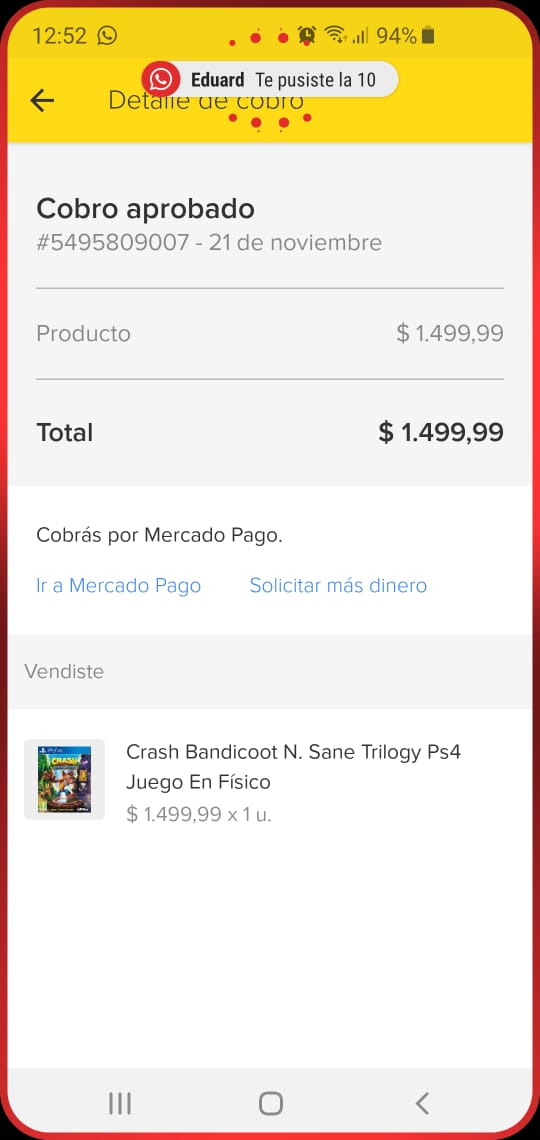 12:52 94%
Eduard Te pusiste la 10
Detalle de cobro
Cobro aprobado
#5495809007 - 21 de noviembre
Producto $ 1.499,99
Total $ 1.499,99
Cobrás por Mercado Pago.
Ir a Mercado Pago Solicitar más dinero
Vendiste
CRASH
Crash Bandicoot N. Sane Trilogy Ps4
Juego En Físico
$ 1.499,99 x 1 u.